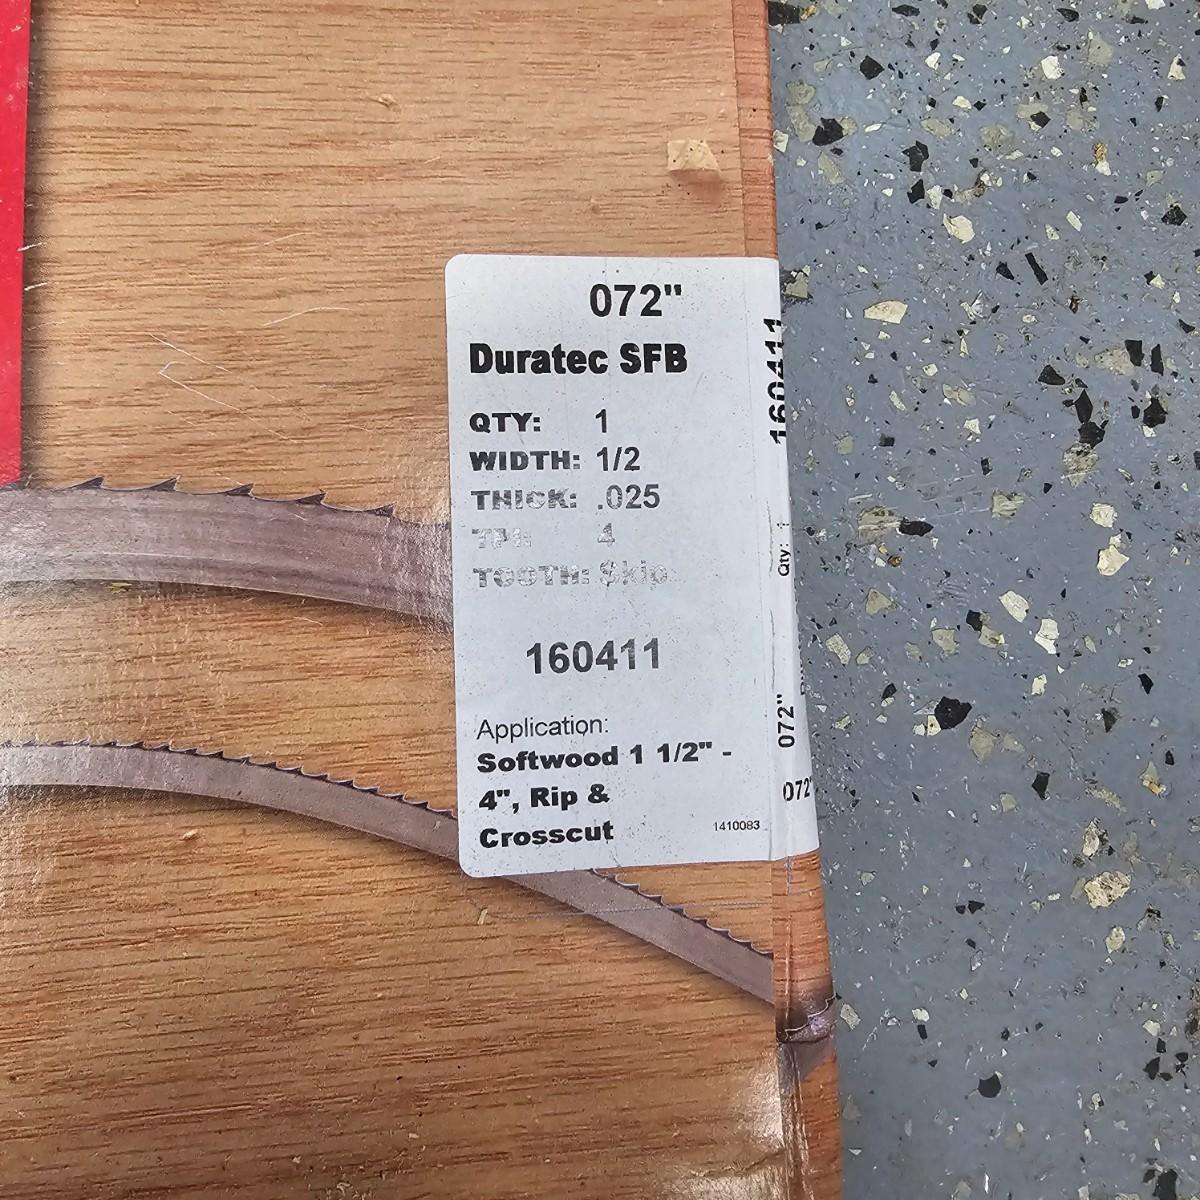 072"
Duratec SFB
QTY: 1
WIDTH: 1/2
THICK: .025
TPI: 4
TOOTH: Skip
160411
Application:
Softwood 1 1/2" -
4", Rip &
Crosscut
1410083
160411
Qty: 1
072"
072"